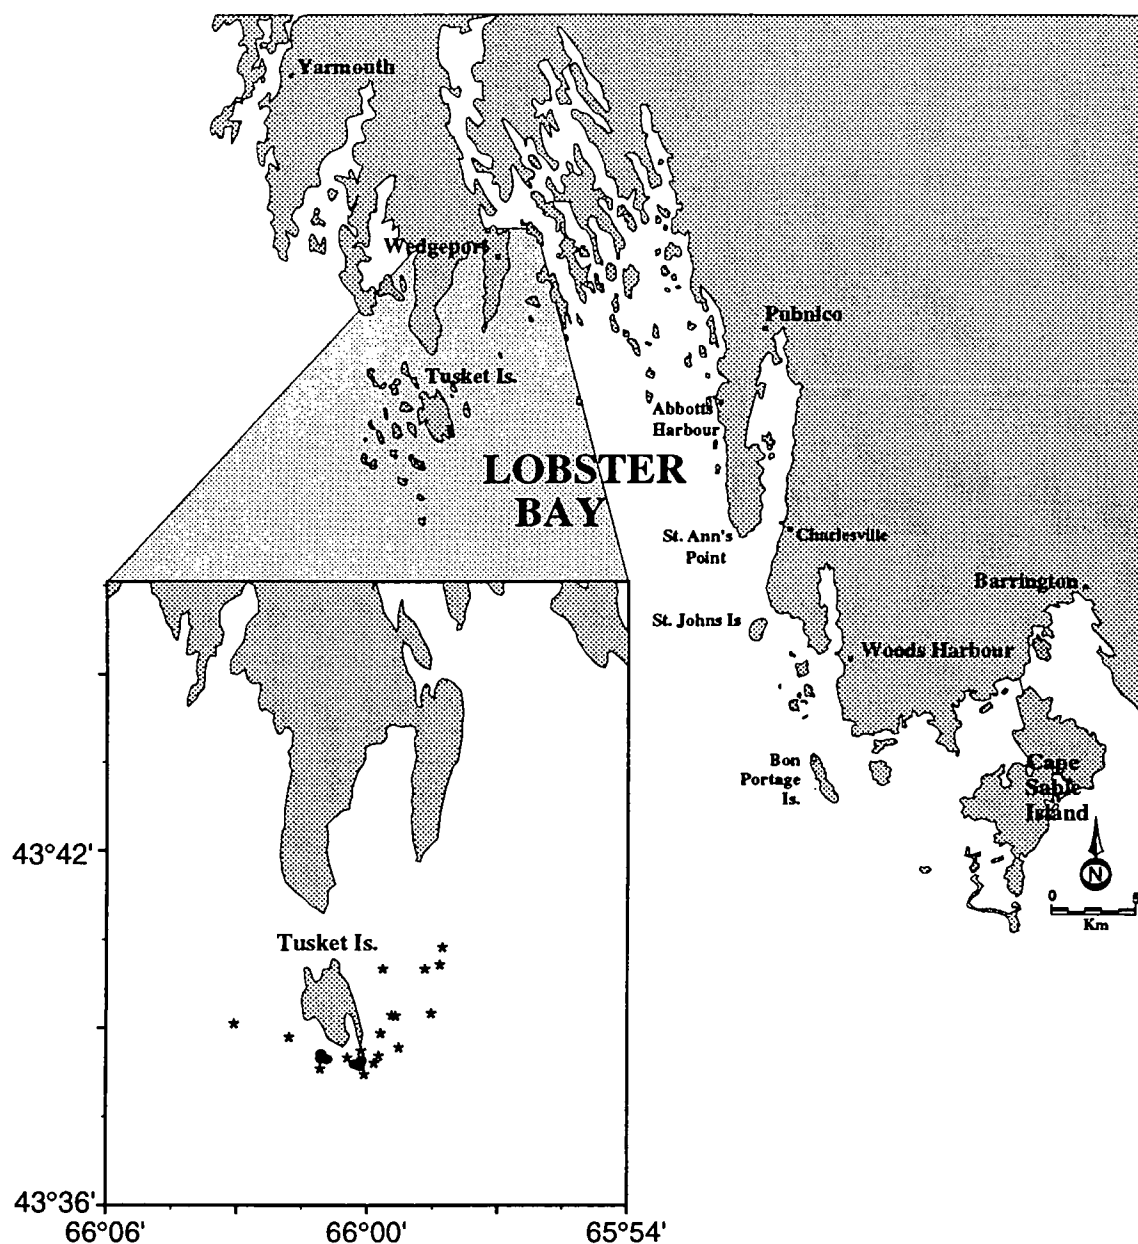 Yarmouth
Wedgeport
Pubnico
Tusket Is.
Abbotts
Harbour
LOBSTER
BAY
St. Ann's
Point
Charlesville
Barrington
St. Johns Is
Woods Harbour
Bon
Portage
Is.
Cape
Sable
Island
43°42'
N
0
Km
Tusket Is.
43°36'
66°06'
66°00'
65°54'